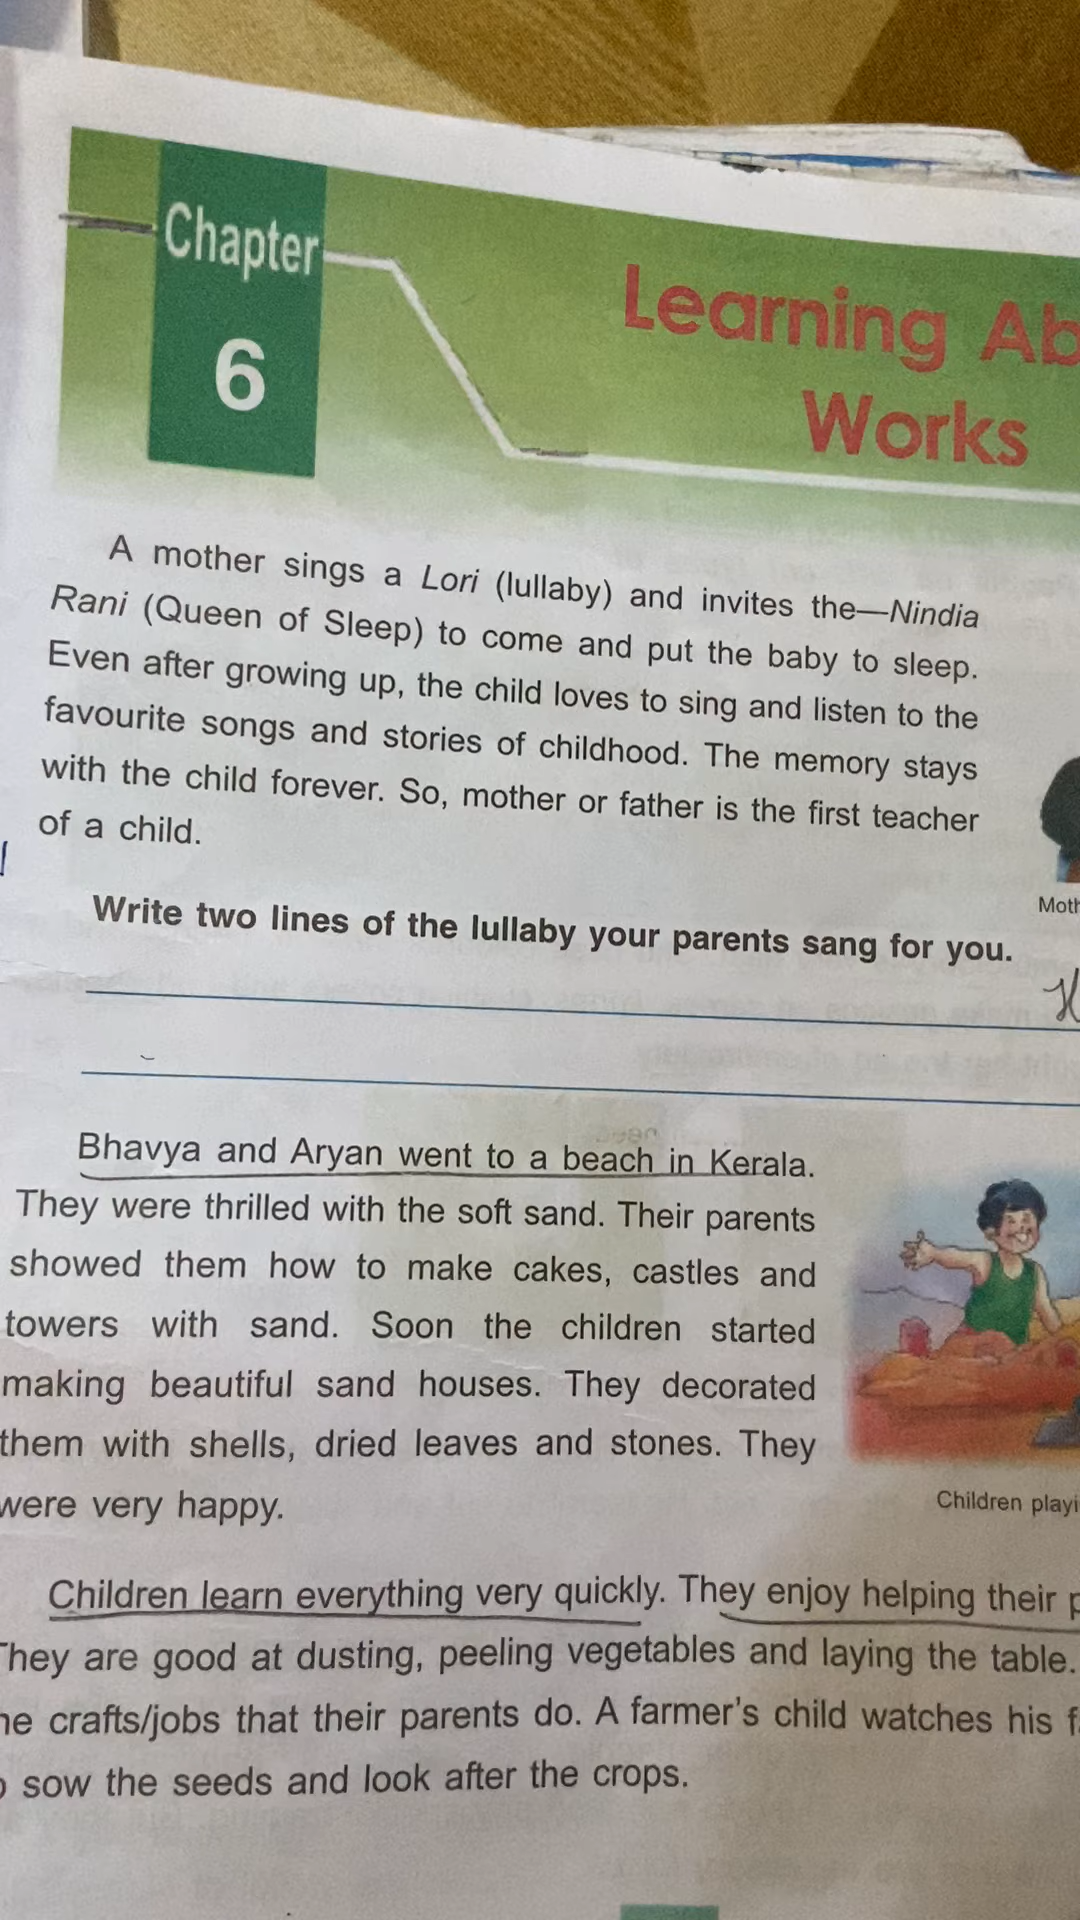 Chapter
6
Learning
Works
A mother sings a Lori (lullaby) and invites the—Nindia
Rani (Queen of Sleep) to come and put the baby to sleep.
Even after growing up, the child loves to sing and listen to the
favourite songs and stories of childhood. The memory stays
with the child forever. So, mother or father is the first teacher
of a child.
Write two lines of the lullaby your parents sang for you.
Bhavya and Aryan went to a beach in Kerala.
They were thrilled with the soft sand. Their parents
showed them how to make cakes, castles and
towers with sand. Soon the children started
making beautiful sand houses. They decorated
them with shells, dried leaves and stones. They
were very happy.
Children playi
Children learn everything very quickly. They enjoy helping their
They are good at dusting, peeling vegetables and laying the table.
crafts/jobs that their parents do. A farmer's child watches his
sow the seeds and look after the crops.